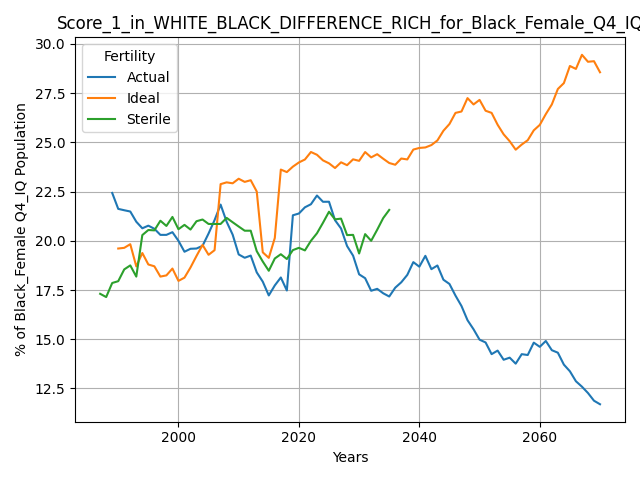 Score_1_in_WHITE_BLACK_DIFFERENCE_RICH_for_Black_Female_Q4_IQ
Fertility
Actual
Ideal
Sterile
% of Black_Female Q4_IQ Population
30.0
27.5
25.0
22.5
20.0
17.5
15.0
12.5
2000
2020
2040
2060
Years